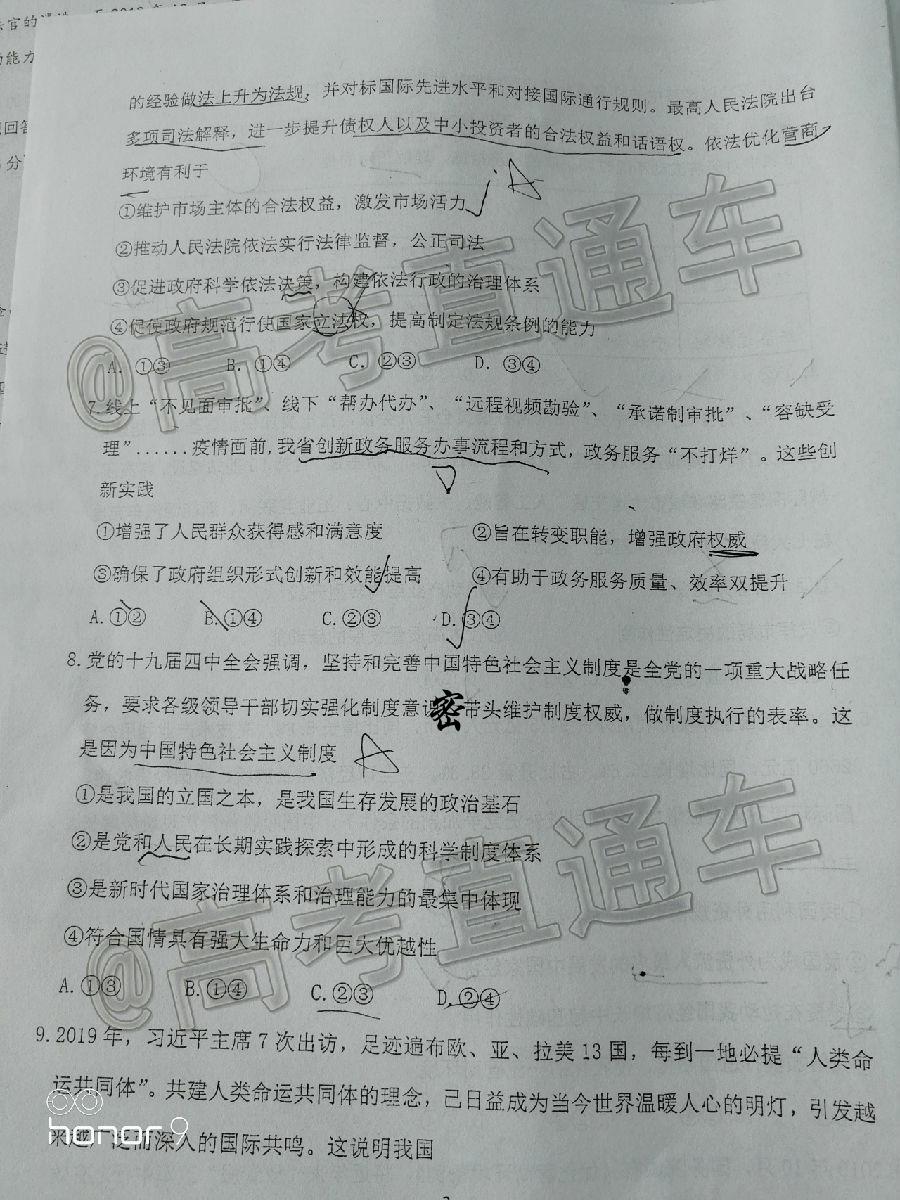 的经验做法上升为法规，并对标国际先进水平和对接国际通行规则。最高人民法院出台
多项司法解释，进一步提升债权人以及中小投资者的合法权益和话语权。依法优化营商
环境有利于
①维护市场主体的合法权益，激发市场活力
②推动人民法院依法实行法律监督，公正司法
③促进政府科学依法决策，构建依法行政的治理体系
④促使政府规范行使国家立法权，提高制定法规条例的能力
A. ①③ B. ①④ C. ②③ D. ③④
7.线上“不见面审批”、线下“帮办代办”、“远程视频勘验”、“承诺制审批”、“容缺受
理”......疫情面前,我省创新政务服务办事流程和方式，政务服务“不打烊”。这些创
新实践
①增强了人民群众获得感和满意度 ②旨在转变职能，增强政府权威
③确保了政府组织形式创新和效能提高 ④有助于政务服务质量、效率双提升
A.①② B.①④ C.②③ D.③④
8.党的十九届四中全会强调，坚持和完善中国特色社会主义制度是全党的一项重大战略任
务，要求各级领导干部切实强化制度意识 带头维护制度权威，做制度执行的表率。这
密
是因为中国特色社会主义制度
①是我国的立国之本，是我国生存发展的政治基石
②是党和人民在长期实践探索中形成的科学制度体系
③是新时代国家治理体系和治理能力的最集中体现
④符合国情具有强大生命力和巨大优越性
A.①③ B.①④ C.②③ D.②④
9.2019 年，习近平主席 7 次出访，足迹遍布欧、亚、拉美 13 国，每到一地必提“人类命
运共同体”。共建人类命运共同体的理念，已日益成为当今世界温暖人心的明灯，引发越
来越广泛而深入的国际共鸣。这说明我国
@高考直通车
@高考直通车
honor 9